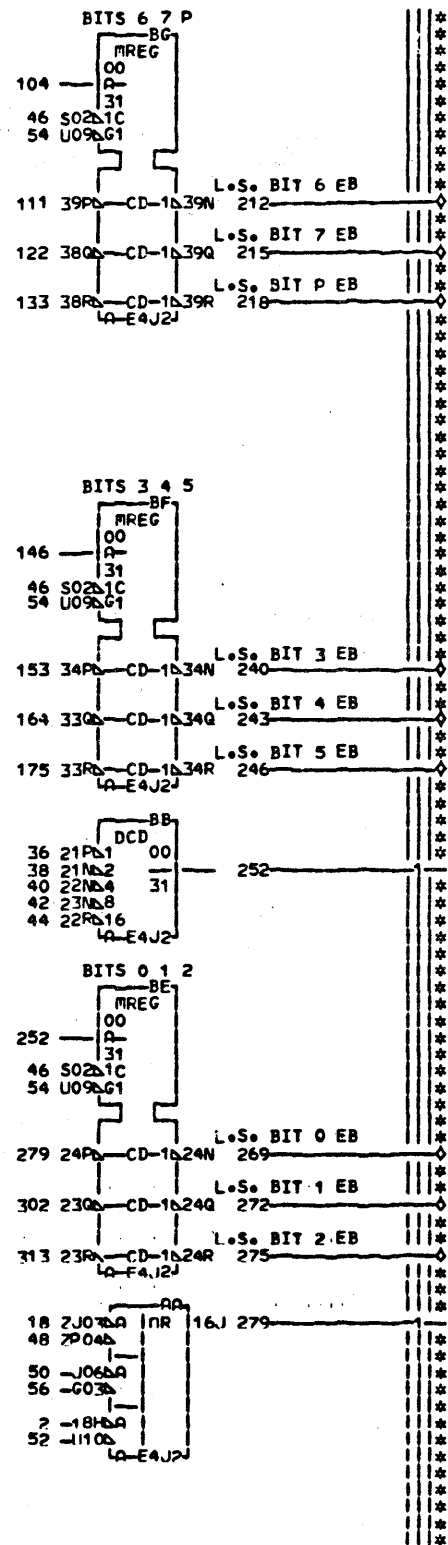 BITS 6 7 P
BG
MREG
00
104 A
31
46 S02 1C
54 U09 G1
L.S. BIT 6 EB
111 39P CD-1 39N 212
L.S. BIT 7 EB
122 38Q CD-1 39Q 215
L.S. BIT P EB
133 38R CD-1 39R 218
A-E4J2
BITS 3 4 5
BF
MREG
00
146 A
31
46 S02 1C
54 U09 G1
L.S. BIT 3 EB
153 34P CD-1 34N 240
L.S. BIT 4 EB
164 33Q CD-1 34Q 243
L.S. BIT 5 EB
175 33R CD-1 34R 246
A-E4J2
BB
DCD
36 21P 1 00
38 21N 2 252 1
40 22N 4 31
42 23N 8
44 22R 16
A-E4J2
BITS 0 1 2
BE
MREG
00
252 A
31
46 S02 1C
54 U09 G1
L.S. BIT 0 EB
279 24P CD-1 24N 269
L.S. BIT 1 EB
302 23Q CD-1 24Q 272
L.S. BIT 2 EB
313 23R CD-1 24R 275
A-E4J2
AA
18 2J03 A OR 16J 279 1
48 2P04
50 -J06 A
56 -G03
2 -18H A
52 -U10
A-E4J2